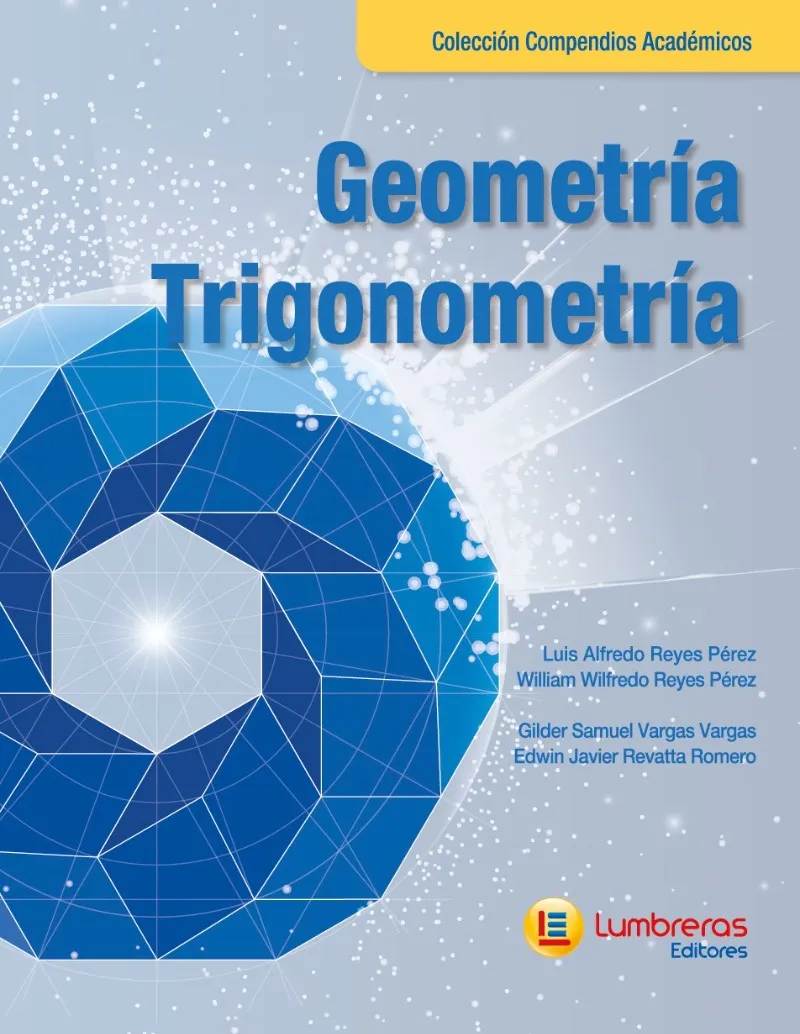 Colección Compendios Académicos
Geometría
Trigonometría
Luis Alfredo Reyes Pérez
William Wilfredo Reyes Pérez
Gilder Samuel Vargas Vargas
Edwin Javier Revatta Romero
Lumbreras
Editores